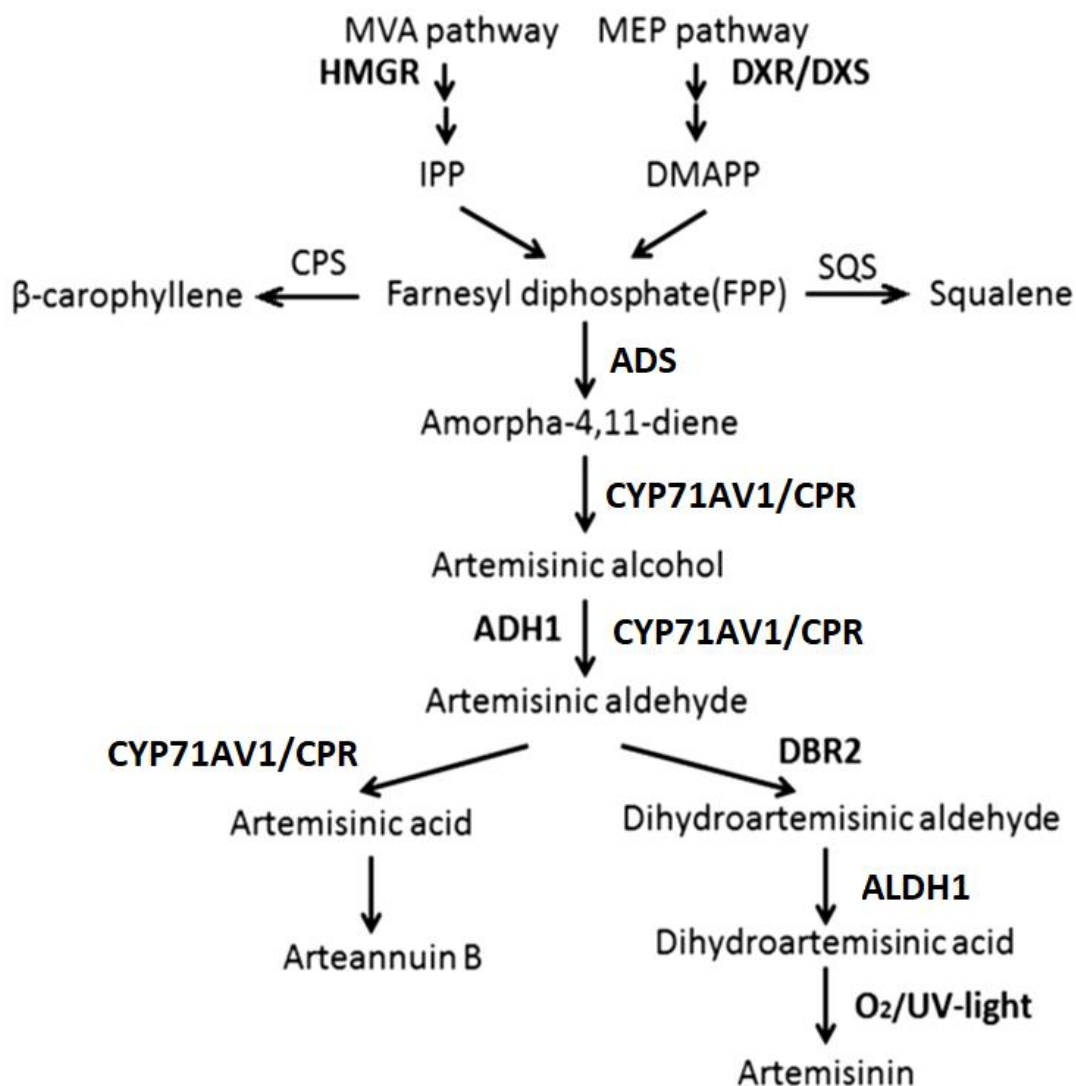 MVA pathway MEP pathway
HMGR DXR/DXS
IPP DMAPP
CPS SQS
β-carophyllene Farnesyl diphosphate(FPP) Squalene
ADS
Amorpha-4,11-diene
CYP71AV1/CPR
Artemisinic alcohol
ADH1 CYP71AV1/CPR
Artemisinic aldehyde
CYP71AV1/CPR DBR2
Artemisinic acid Dihydroartemisinic aldehyde
ALDH1
Arteannuin B Dihydroartemisinic acid
O₂/UV-light
Artemisinin